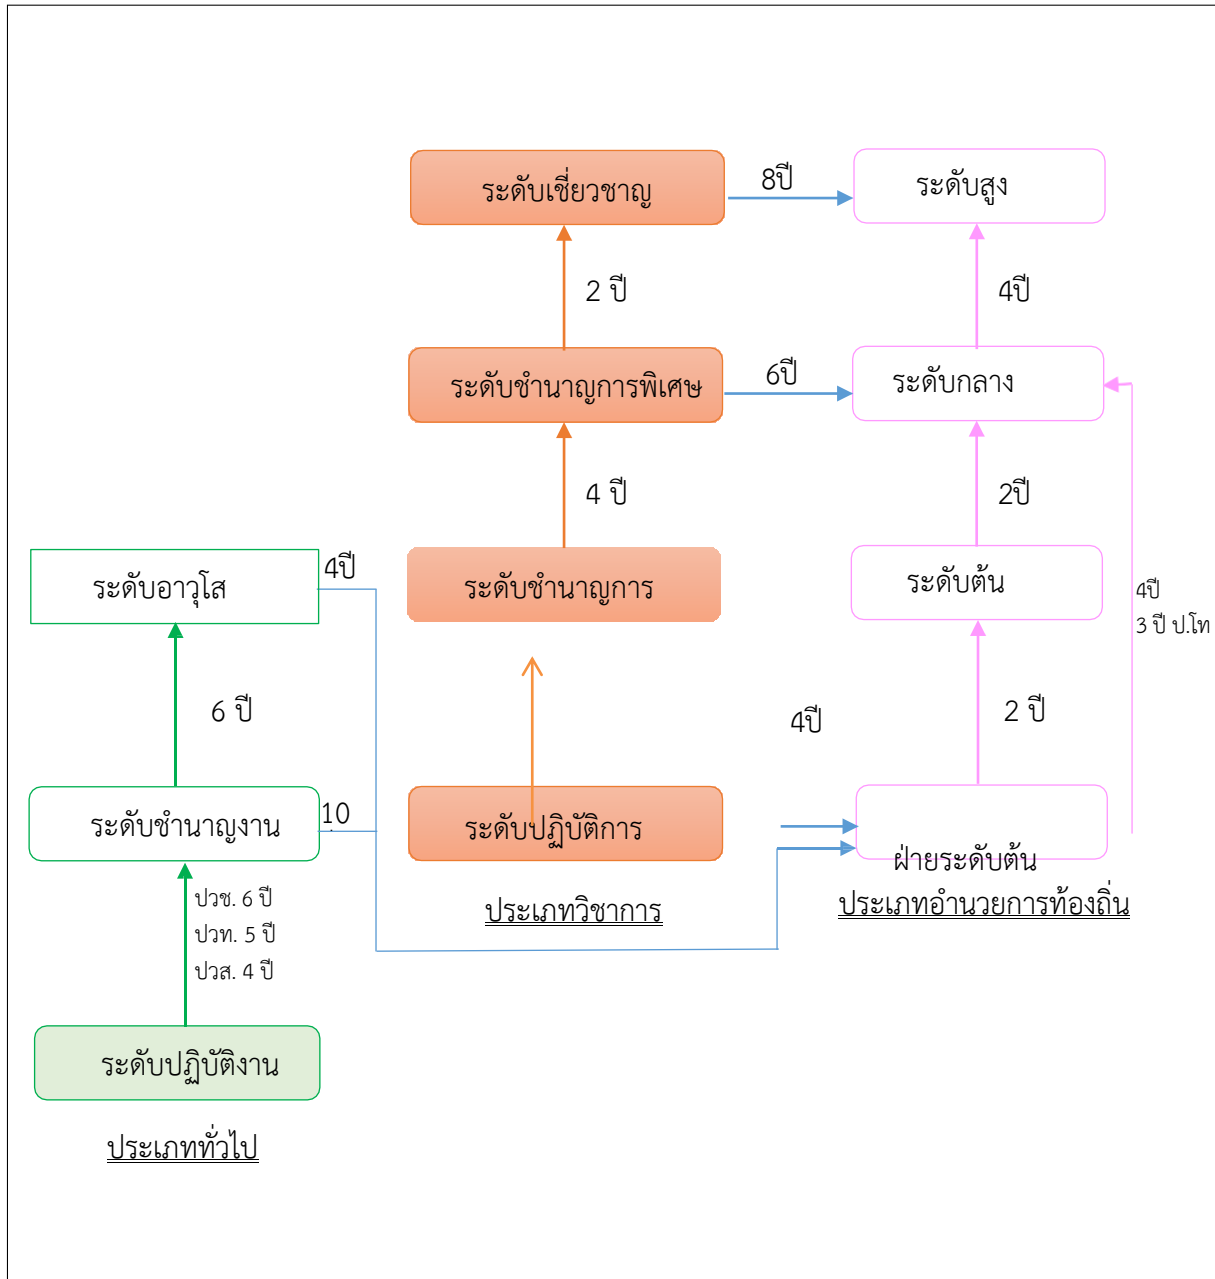 ระดับเชี่ยวชาญ
8ปี
ระดับสูง
2 ปี
4ปี
ระดับชำนาญการพิเศษ
6ปี
ระดับกลาง
4 ปี
2ปี
ระดับอาวุโส
4ปี
ระดับชำนาญการ
ระดับต้น
4ปี
3 ปี ป.โท
6 ปี
4ปี
2 ปี
ระดับชำนาญงาน
10
ระดับปฏิบัติการ
ฝ่ายระดับต้น
ปวช. 6 ปี
ปวท. 5 ปี
ปวส. 4 ปี
ประเภทวิชาการ
ประเภทอำนวยการท้องถิ่น
ระดับปฏิบัติงาน
ประเภททั่วไป